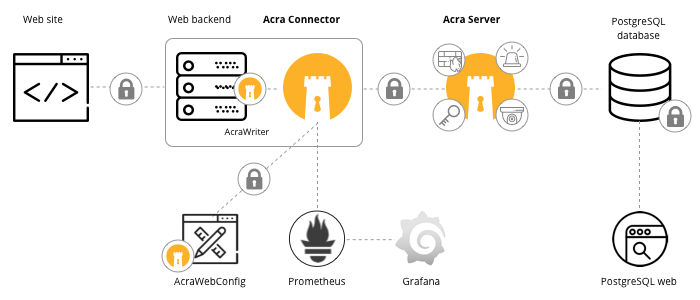 Web site
Web backend
Acra Connector
Acra Server
PostgreSQL
database
</>
AcraWriter
AcraWebConfig
Prometheus
Grafana
PostgreSQL web